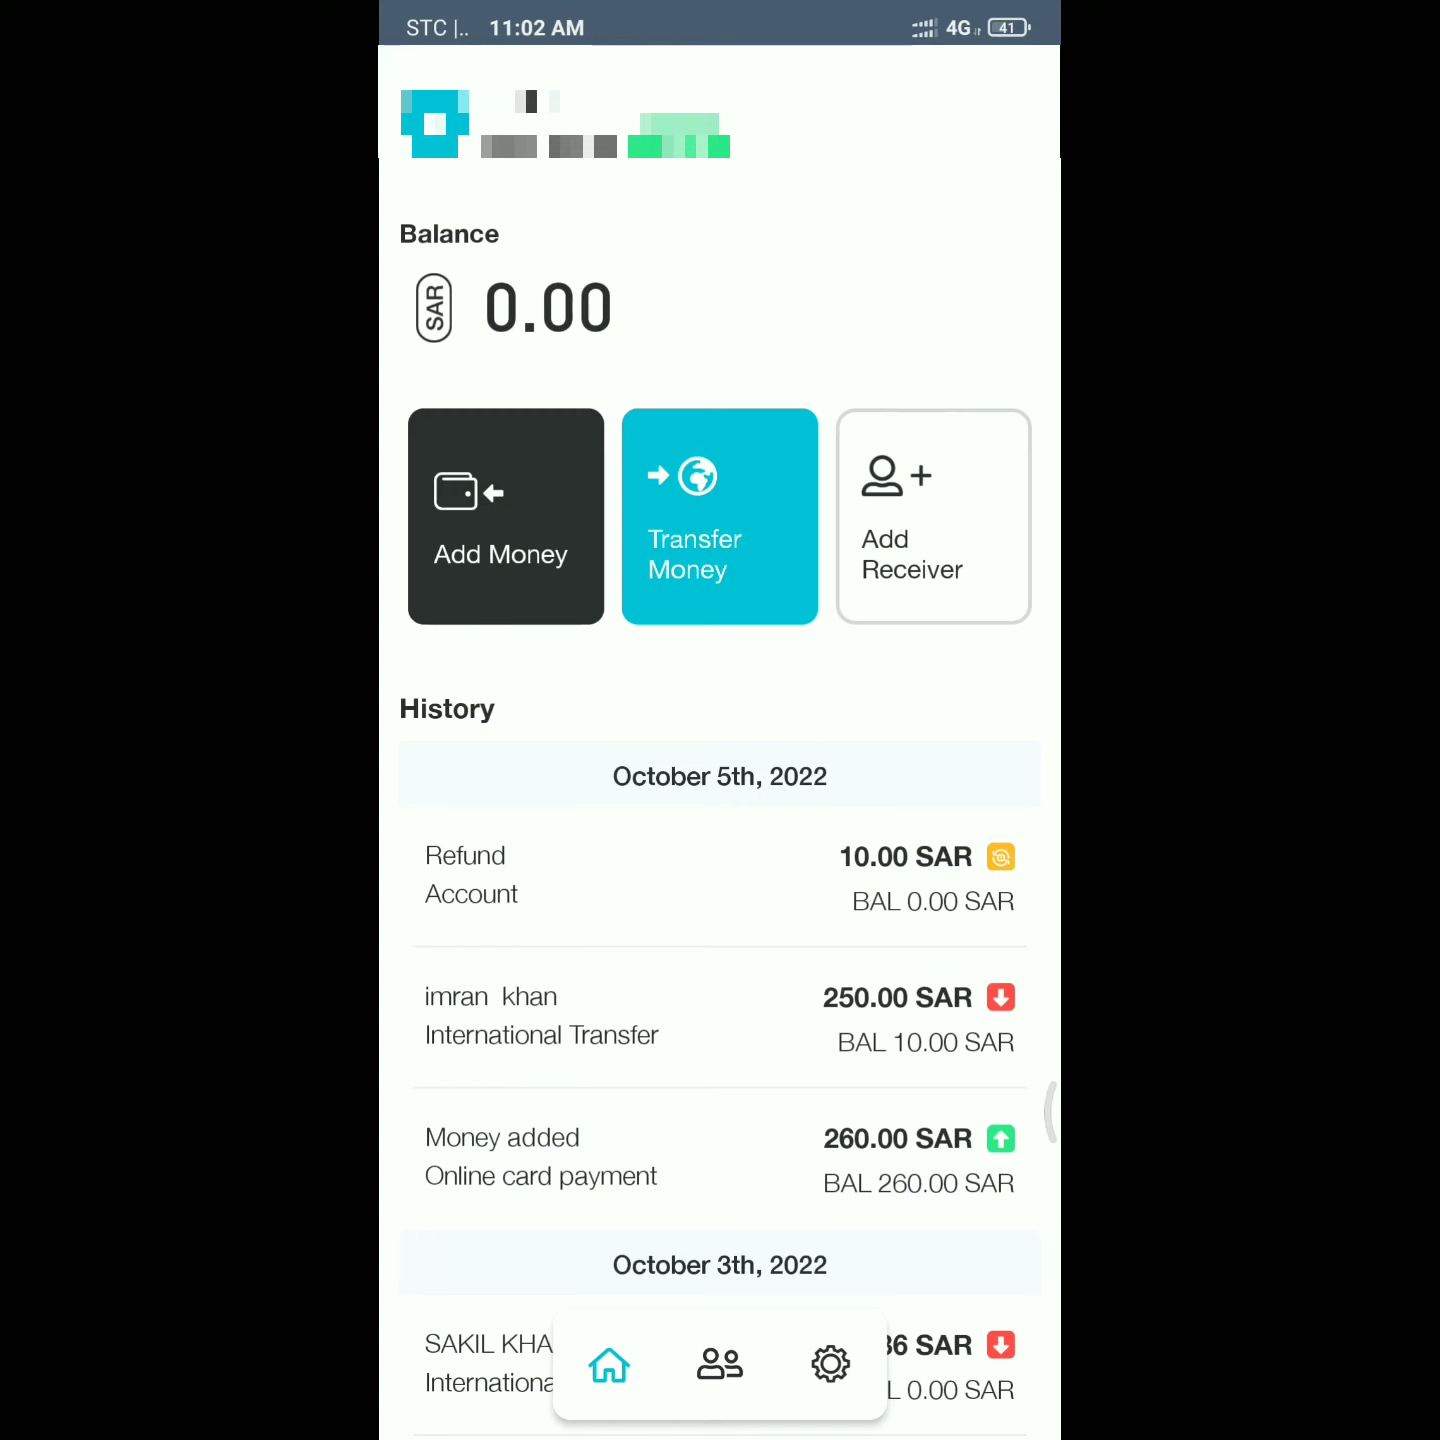 STC |.. 11:02 AM 4G 41
Balance
SAR 0.00
Add Money
Transfer
Money
Add
Receiver
History
October 5th, 2022
Refund 10.00 SAR
Account BAL 0.00 SAR
imran khan 250.00 SAR
International Transfer BAL 10.00 SAR
Money added 260.00 SAR
Online card payment BAL 260.00 SAR
October 3th, 2022
SAKIL SAR
0.00 SAR